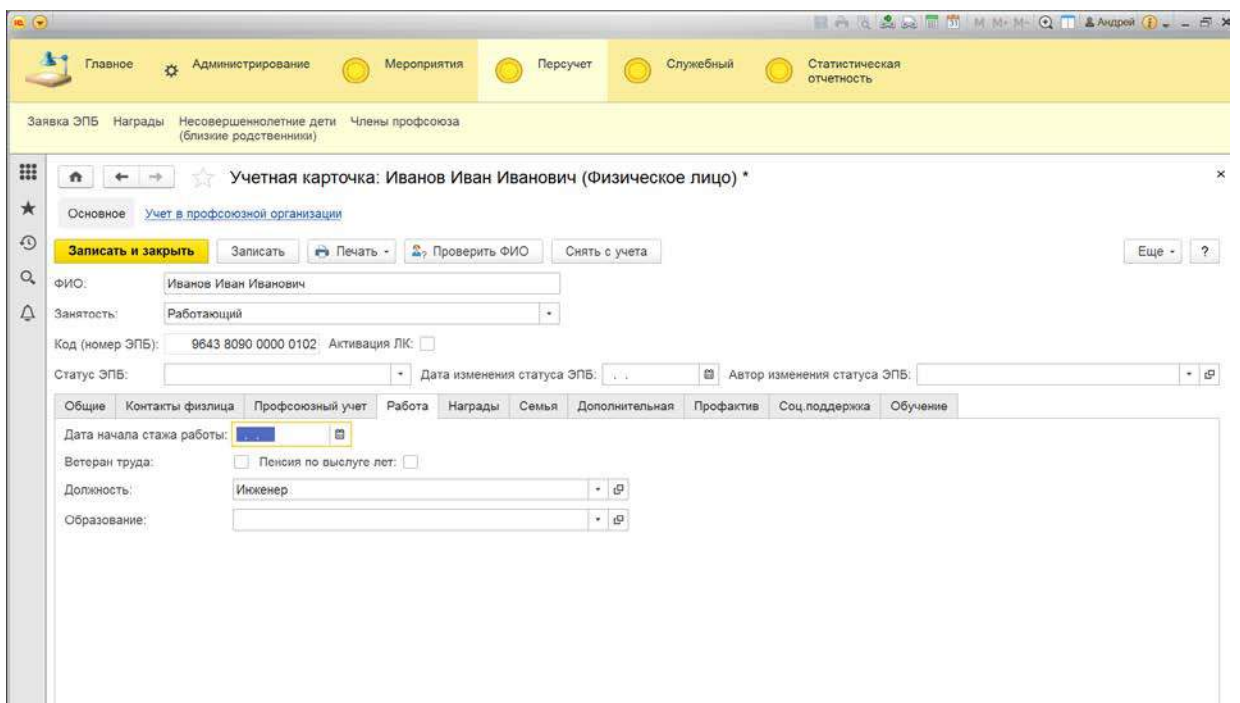 1С M M+ M- Андрей
Главное Администрирование Мероприятия Персучет Служебный Статистическая
отчетность
Заявка ЭПБ Награды Несовершеннолетние дети Члены профсоюза
(близкие родственники)
Учетная карточка: Иванов Иван Иванович (Физическое лицо) *
Основное Учет в профсоюзной организации
Записать и закрыть Записать Печать Проверить ФИО Снять с учета Еще ?
ФИО: Иванов Иван Иванович
Занятость: Работающий
Код (номер ЭПБ): 9643 8090 0000 0102 Активация ЛК:
Статус ЭПБ: Дата изменения статуса ЭПБ: . . Автор изменения статуса ЭПБ:
Общие Контакты физлица Профсоюзный учет Работа Награды Семья Дополнительная Профактив Соц.поддержка Обучение
Дата начала стажа работы: . .
Ветеран труда: Пенсия по выслуге лет:
Должность: Инженер
Образование: